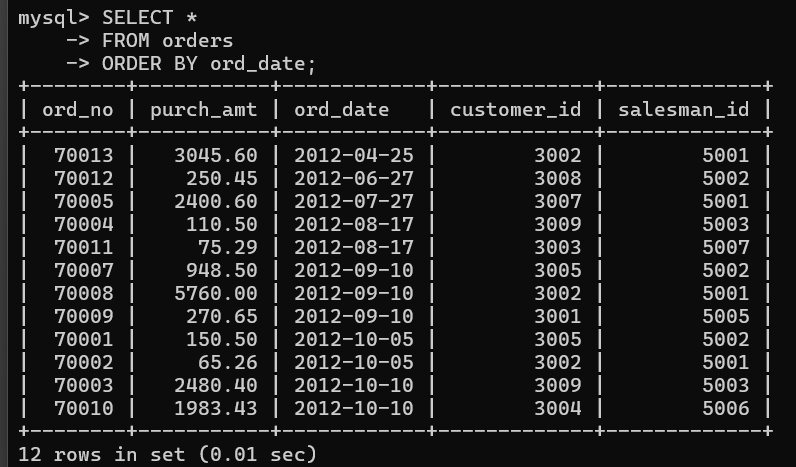 mysql> SELECT *
    -> FROM orders
    -> ORDER BY ord_date;
+--------+-----------+------------+-------------+-------------+
| ord_no | purch_amt | ord_date   | customer_id | salesman_id |
+--------+-----------+------------+-------------+-------------+
|  70013 |   3045.60 | 2012-04-25 |        3002 |        5001 |
|  70012 |    250.45 | 2012-06-27 |        3008 |        5002 |
|  70005 |   2400.60 | 2012-07-27 |        3007 |        5001 |
|  70004 |    110.50 | 2012-08-17 |        3009 |        5003 |
|  70011 |     75.29 | 2012-08-17 |        3003 |        5007 |
|  70007 |    948.50 | 2012-09-10 |        3005 |        5002 |
|  70008 |   5760.00 | 2012-09-10 |        3002 |        5001 |
|  70009 |    270.65 | 2012-09-10 |        3001 |        5005 |
|  70001 |    150.50 | 2012-10-05 |        3005 |        5002 |
|  70002 |     65.26 | 2012-10-05 |        3002 |        5001 |
|  70003 |   2480.40 | 2012-10-10 |        3009 |        5003 |
|  70010 |   1983.43 | 2012-10-10 |        3004 |        5006 |
+--------+-----------+------------+-------------+-------------+
12 rows in set (0.01 sec)